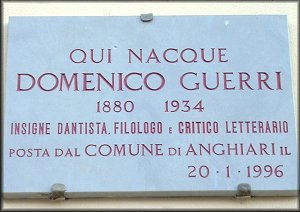 QUI NACQUE
DOMENICO GUERRI
1880 1934
INSIGNE DANTISTA, FILOLOGO E CRITICO LETTERARIO
POSTA DAL COMUNE DI ANGHIARI IL
20 · 1 · 1996